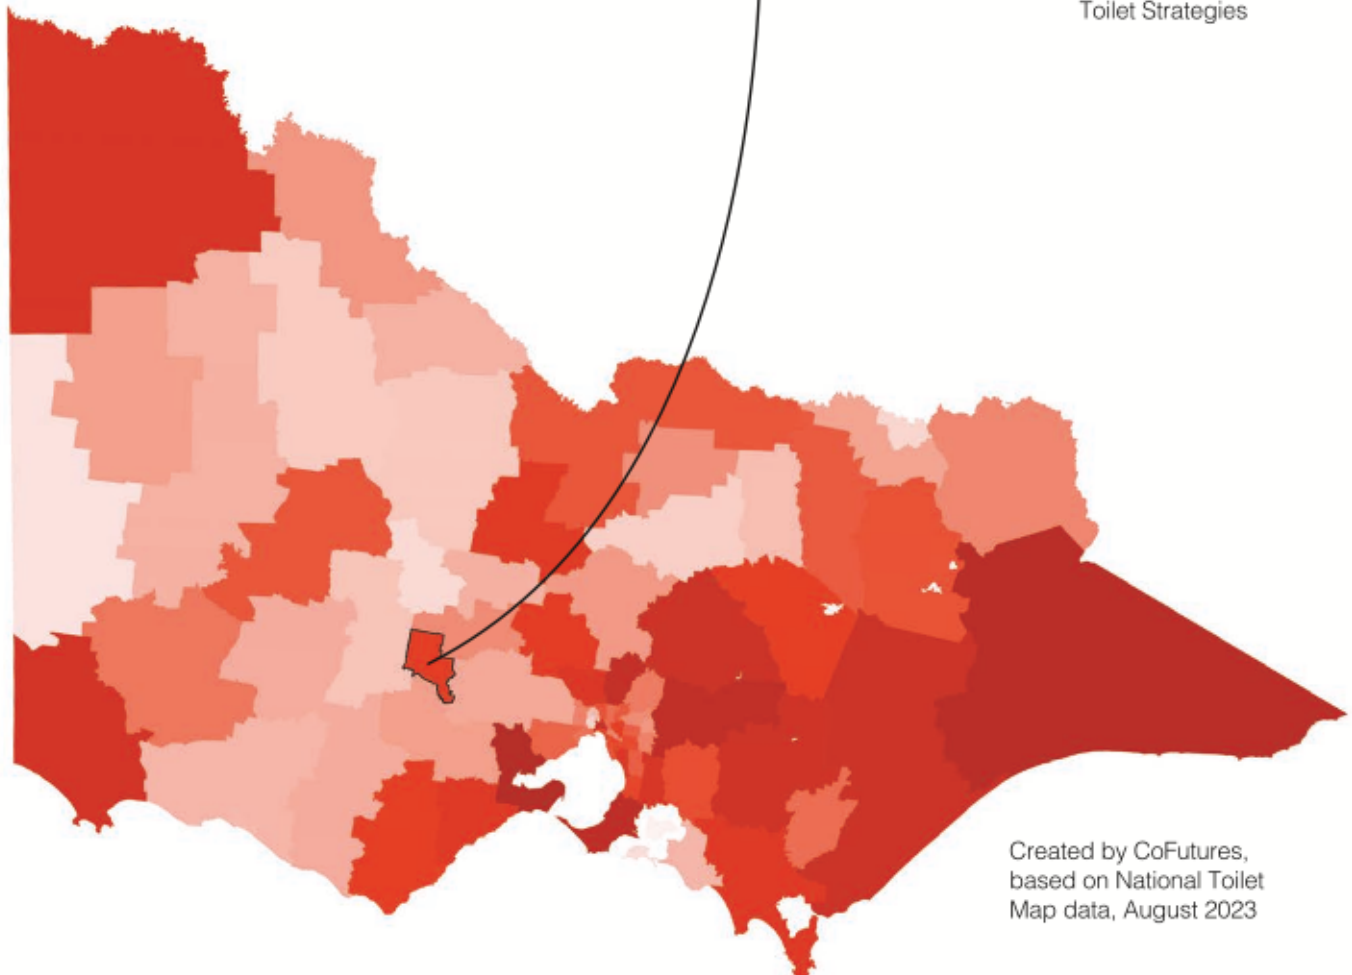 Toilet Strategies
Created by CoFutures,
based on National Toilet
Map data, August 2023